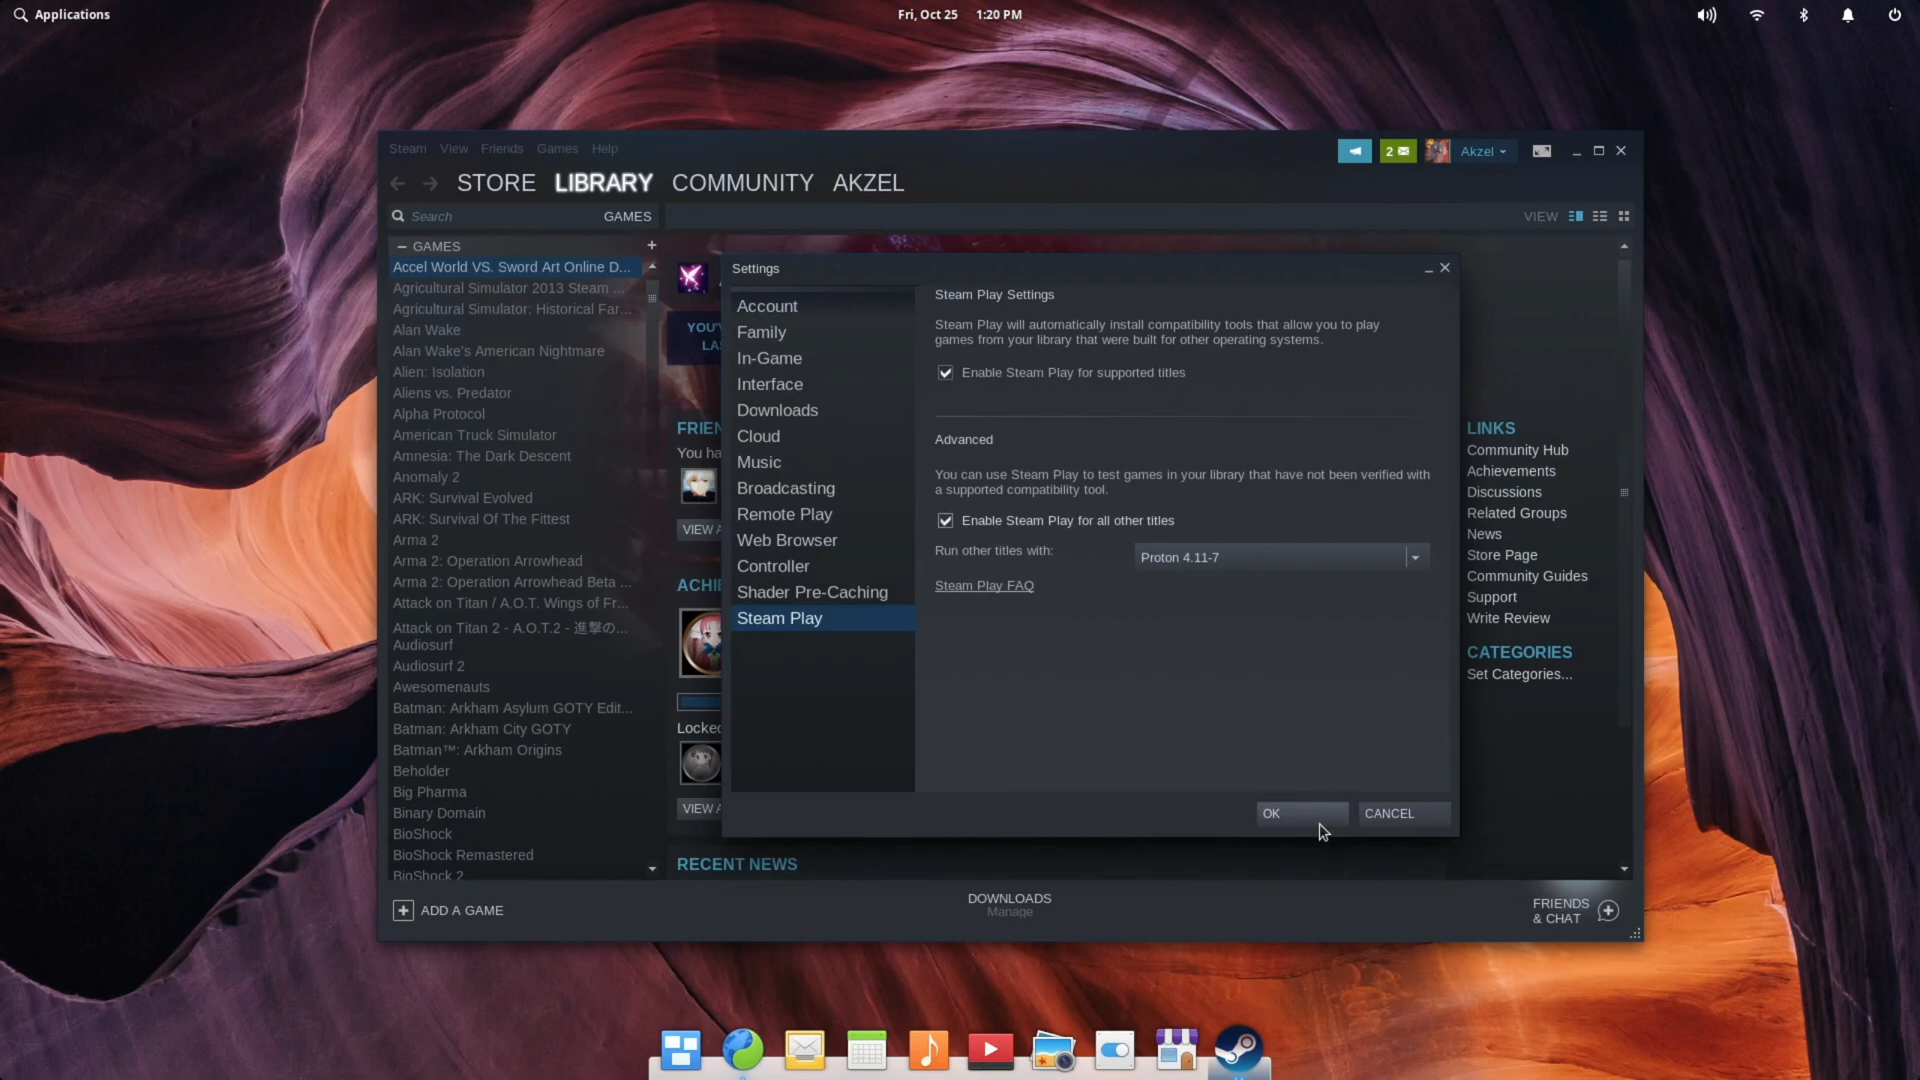 Applications
Fri, Oct 25 1:20 PM
Steam View Friends Games Help
2
Akzel
STORE LIBRARY COMMUNITY AKZEL
Search
GAMES
VIEW
GAMES
Accel World VS. Sword Art Online D...
Agricultural Simulator 2013 Steam ...
Agricultural Simulator: Historical Far...
Alan Wake
Alan Wake's American Nightmare
Alien: Isolation
Aliens vs. Predator
Alpha Protocol
American Truck Simulator
Amnesia: The Dark Descent
Anomaly 2
ARK: Survival Evolved
ARK: Survival Of The Fittest
Arma 2
Arma 2: Operation Arrowhead
Arma 2: Operation Arrowhead Beta ...
Attack on Titan / A.O.T. Wings of Fr...
Attack on Titan 2 - A.O.T.2 - 進撃の...
Audiosurf
Audiosurf 2
Awesomenauts
Batman: Arkham Asylum GOTY Edit...
Batman: Arkham City GOTY
Batman™: Arkham Origins
Beholder
Big Pharma
Binary Domain
BioShock
BioShock Remastered
BioShock 2
YOU'
LA
FRIEN
You ha
VIEW A
ACHI
Locked
VIEW A
RECENT NEWS
Settings
Account
Family
In-Game
Interface
Downloads
Cloud
Music
Broadcasting
Remote Play
Web Browser
Controller
Shader Pre-Caching
Steam Play
Steam Play Settings
Steam Play will automatically install compatibility tools that allow you to play
games from your library that were built for other operating systems.
Enable Steam Play for supported titles
Advanced
You can use Steam Play to test games in your library that have not been verified with
a supported compatibility tool.
Enable Steam Play for all other titles
Run other titles with:
Proton 4.11-7
Steam Play FAQ
OK
CANCEL
LINKS
Community Hub
Achievements
Discussions
Related Groups
News
Store Page
Community Guides
Support
Write Review
CATEGORIES
Set Categories...
ADD A GAME
DOWNLOADS
Manage
FRIENDS
& CHAT